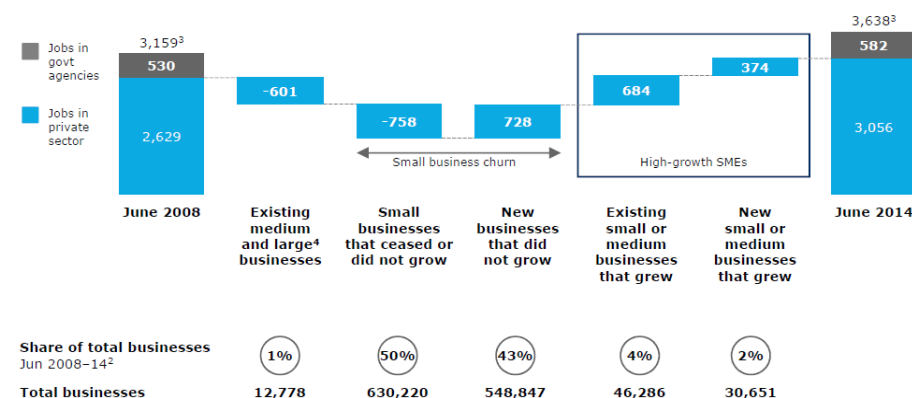 Jobs in
govt
agencies
Jobs in
private
sector
3,159³
530
2,629
-601
-758
728
684
374
3,638³
582
3,056
Small business churn
High-growth SMEs
June 2008
Existing
medium
and large⁴
businesses
Small
businesses
that ceased or
did not grow
New
businesses
that did
not grow
Existing
small or
medium
businesses
that grew
New
small or
medium
businesses
that grew
June 2014
Share of total businesses
Jun 2008–14²
1%
50%
43%
4%
2%
Total businesses
12,778
630,220
548,847
46,286
30,651